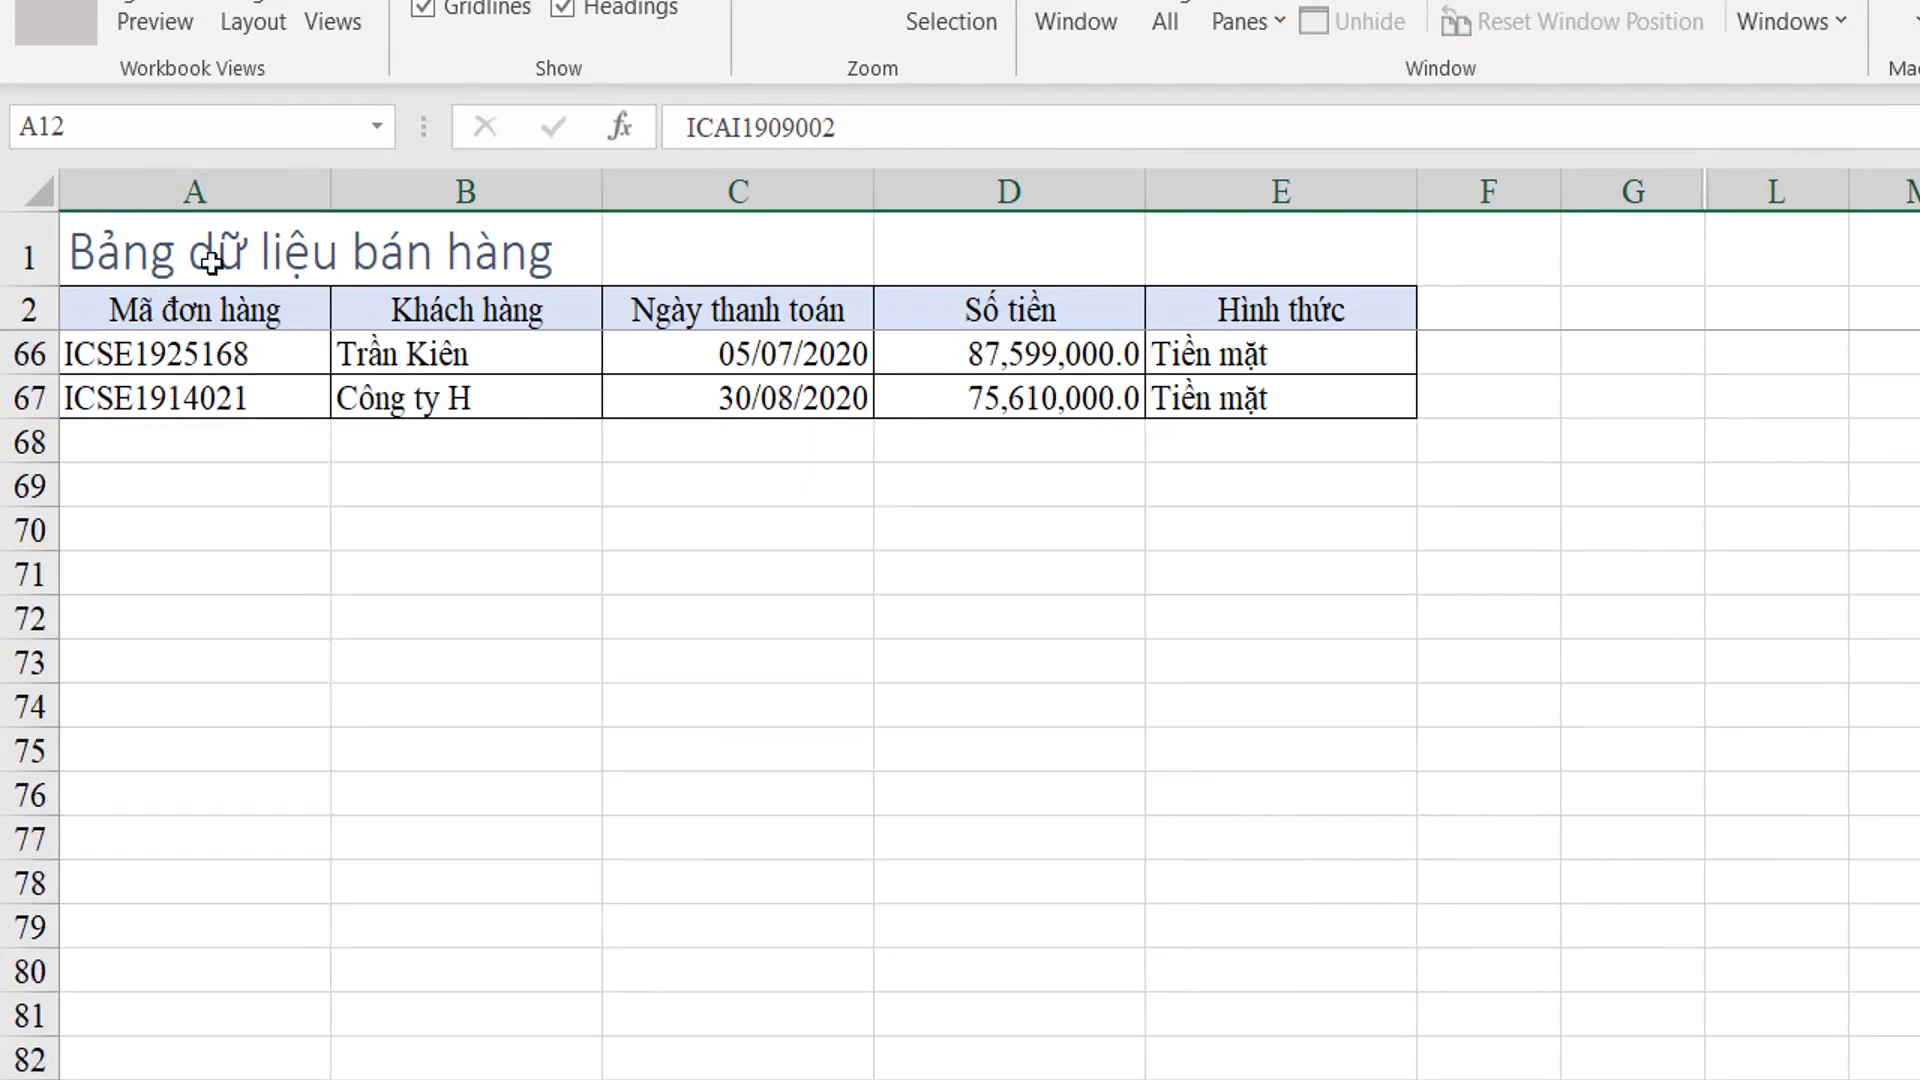 Gridlines Headings
Preview Layout Views Selection Window All Panes Unhide Reset Window Position Windows
Workbook Views Show Zoom Window
A12 fx ICAI1909002
A B C D E F G L
1 Bảng dữ liệu bán hàng
2 Mã đơn hàng Khách hàng Ngày thanh toán Số tiền Hình thức
66 ICSE1925168 Trần Kiên 05/07/2020 87,599,000.0 Tiền mặt
67 ICSE1914021 Công ty H 30/08/2020 75,610,000.0 Tiền mặt
68
69
70
71
72
73
74
75
76
77
78
79
80
81
82